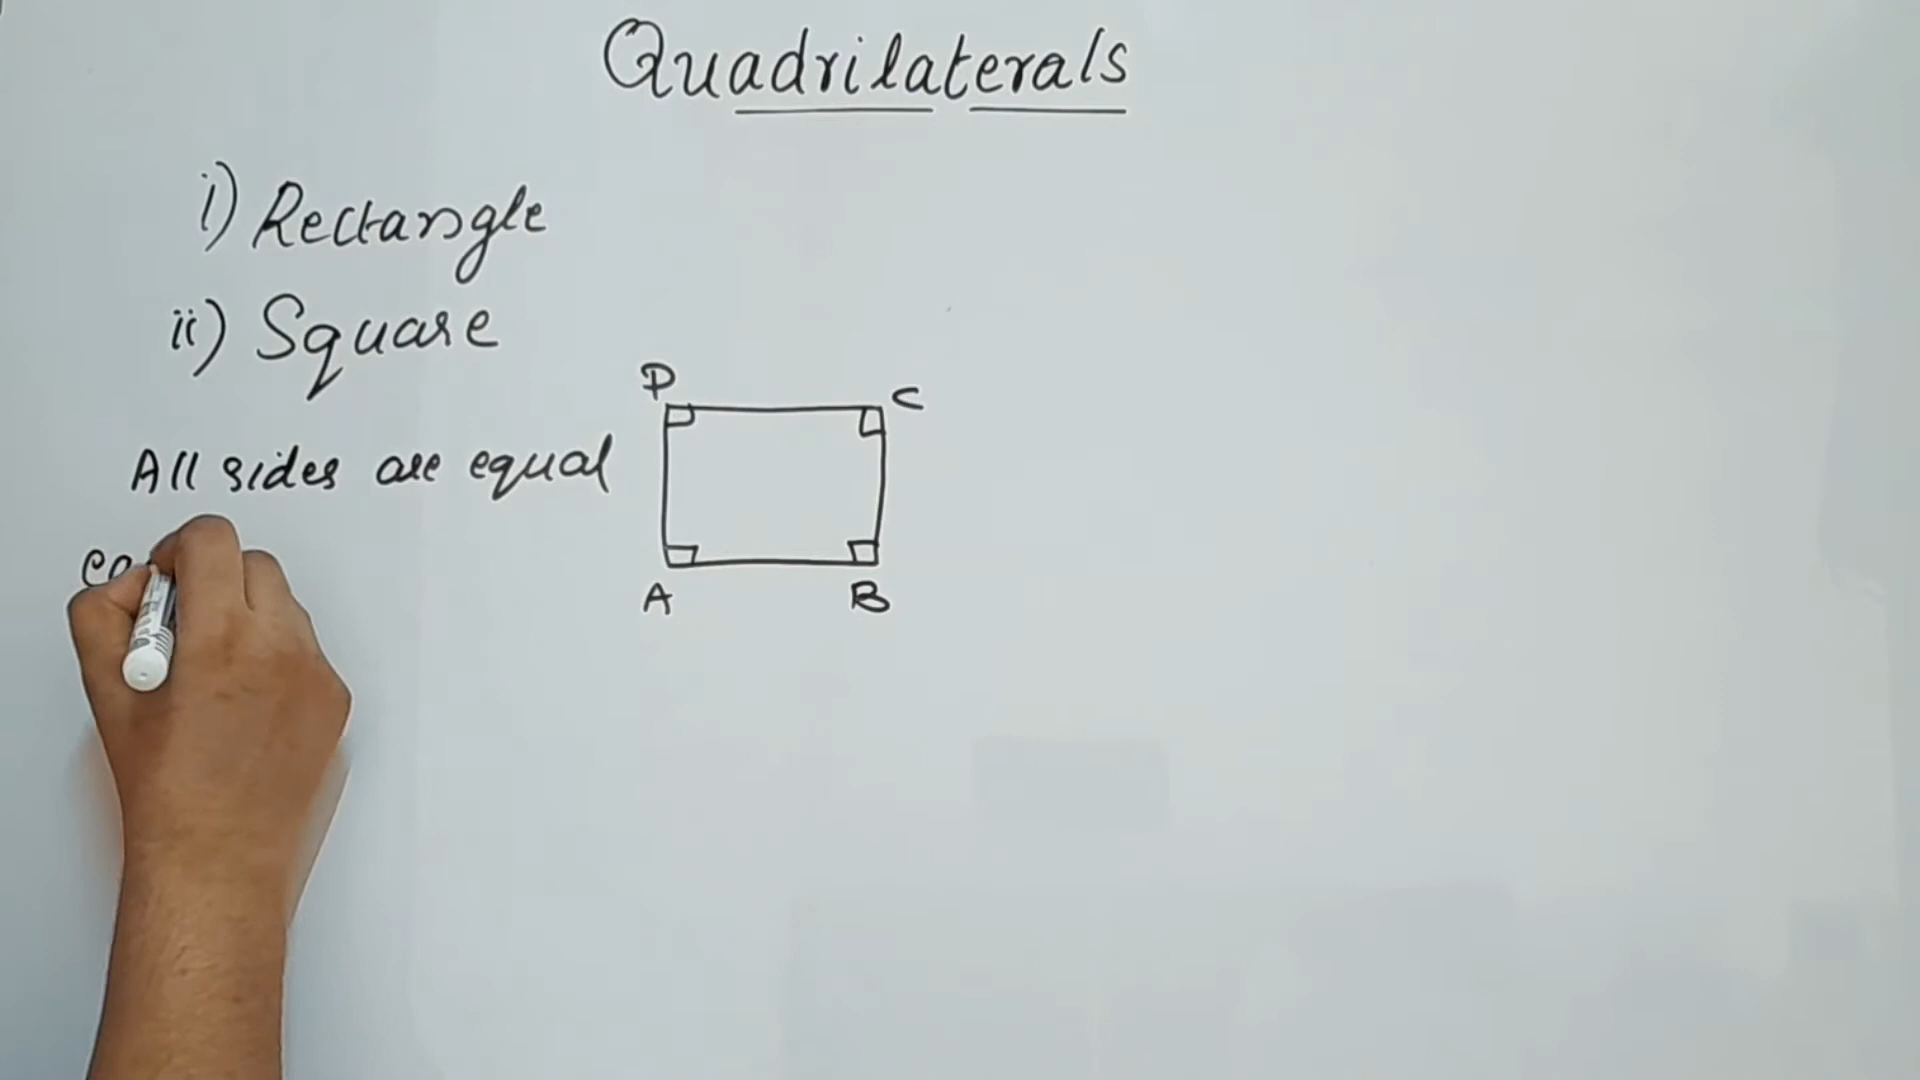 Quadrilaterals
i) Rectangle
ii) Square
D
C
All sides are equal
A
B